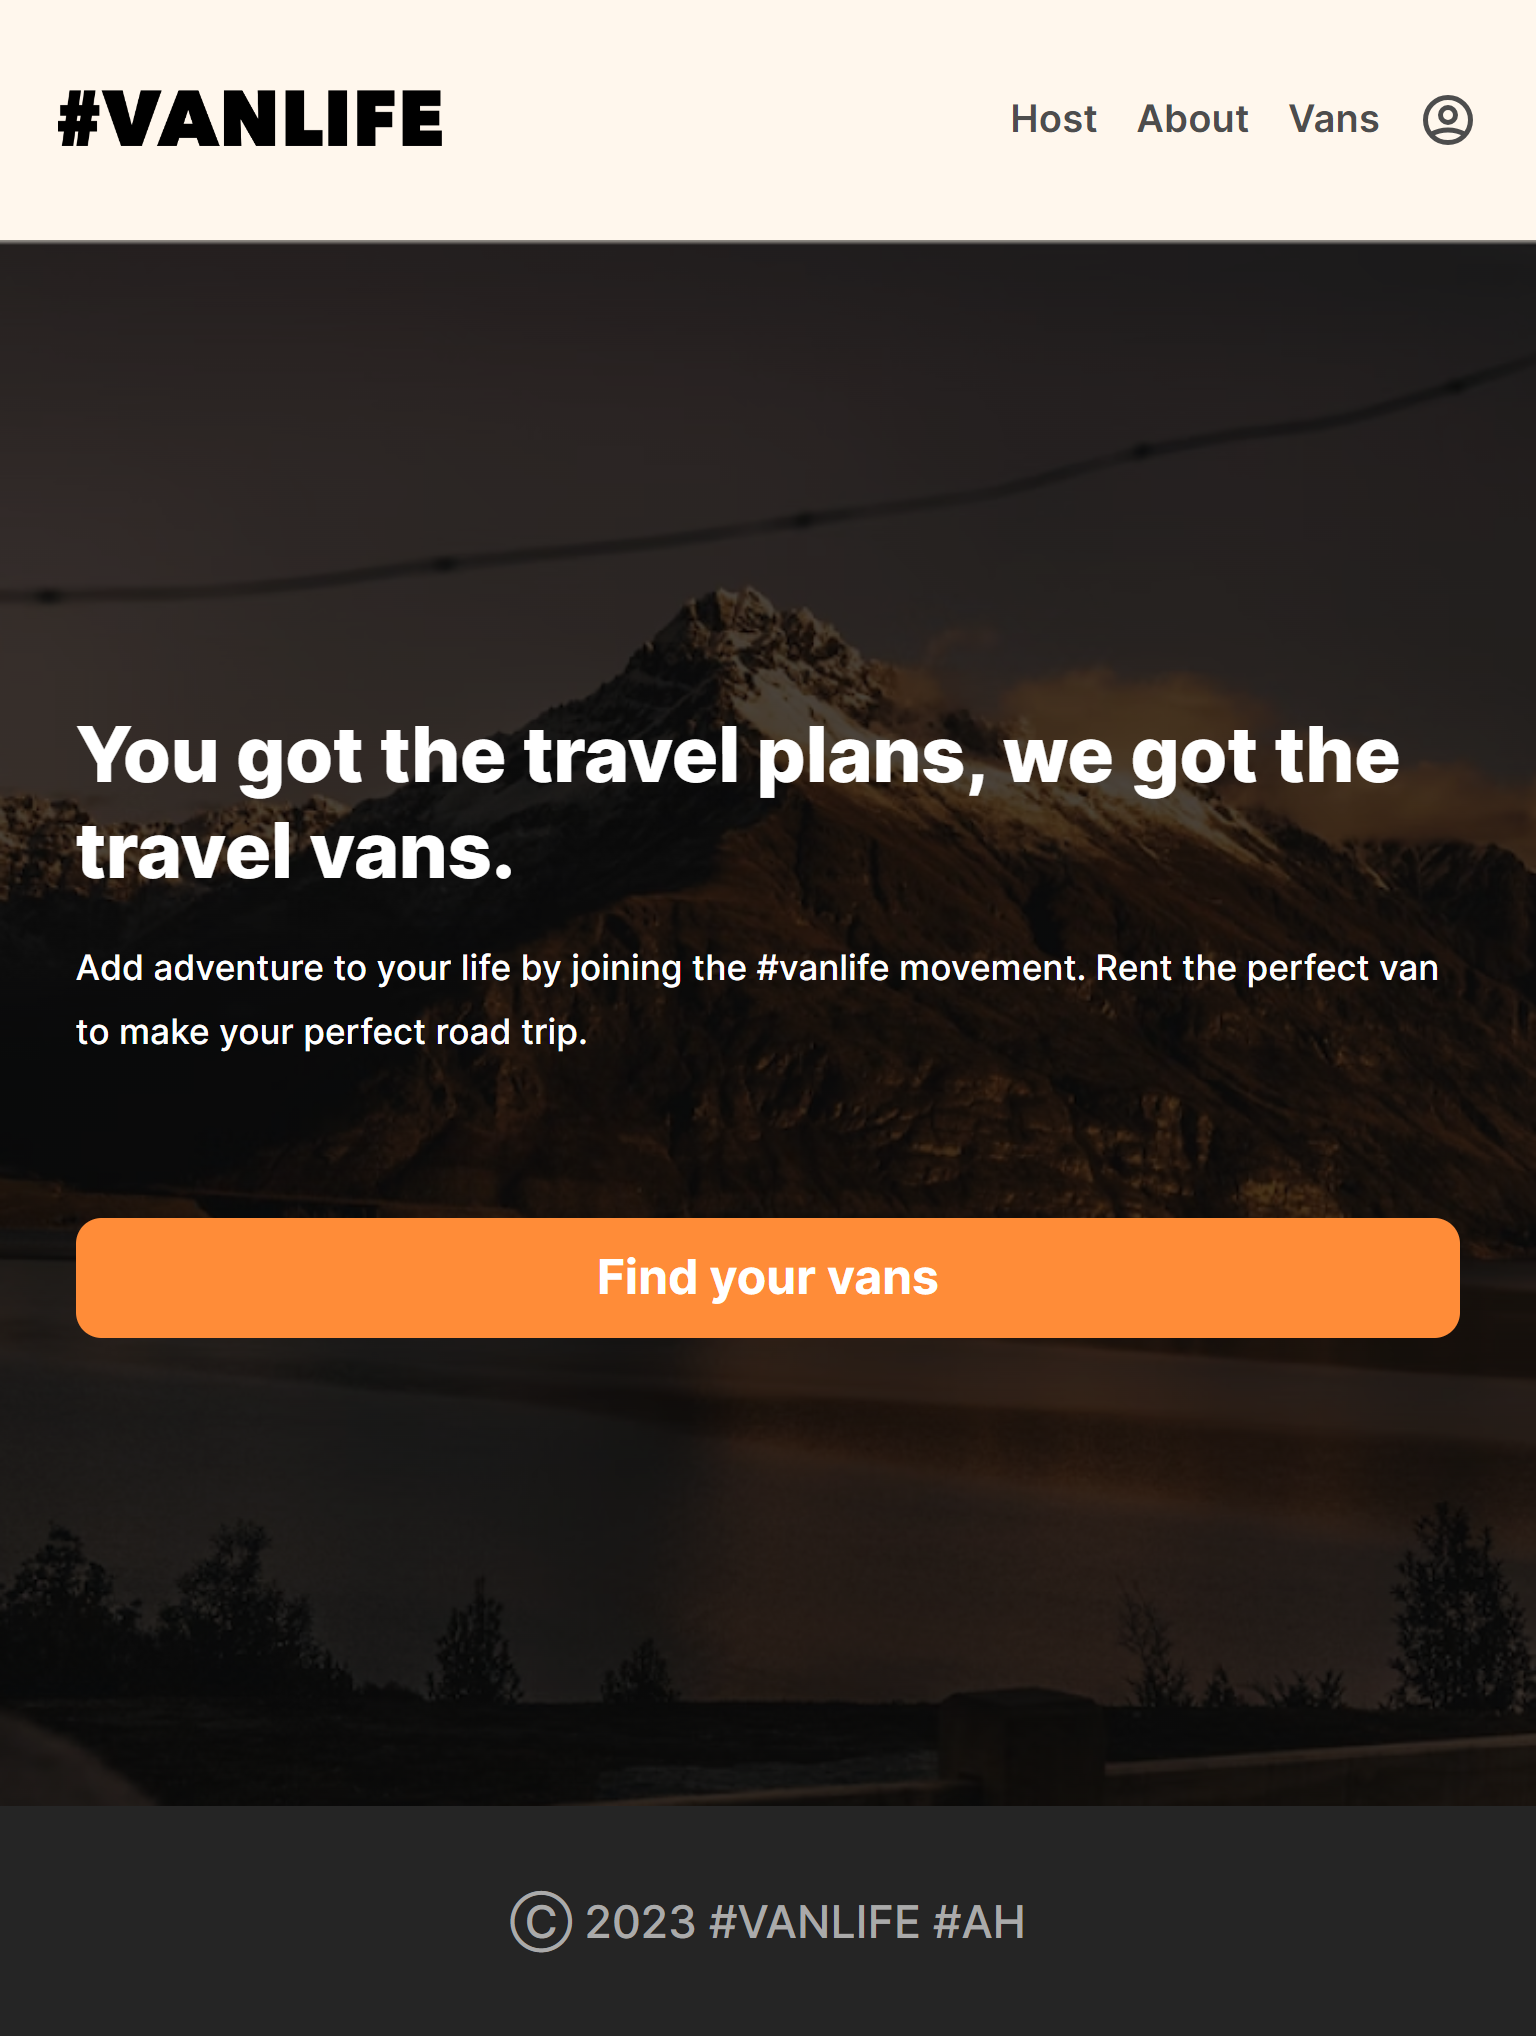 #VANLIFE
Host About Vans
You got the travel plans, we got the
travel vans.
Add adventure to your life by joining the #vanlife movement. Rent the perfect van
to make your perfect road trip.
Find your vans
Ⓒ 2023 #VANLIFE #AH